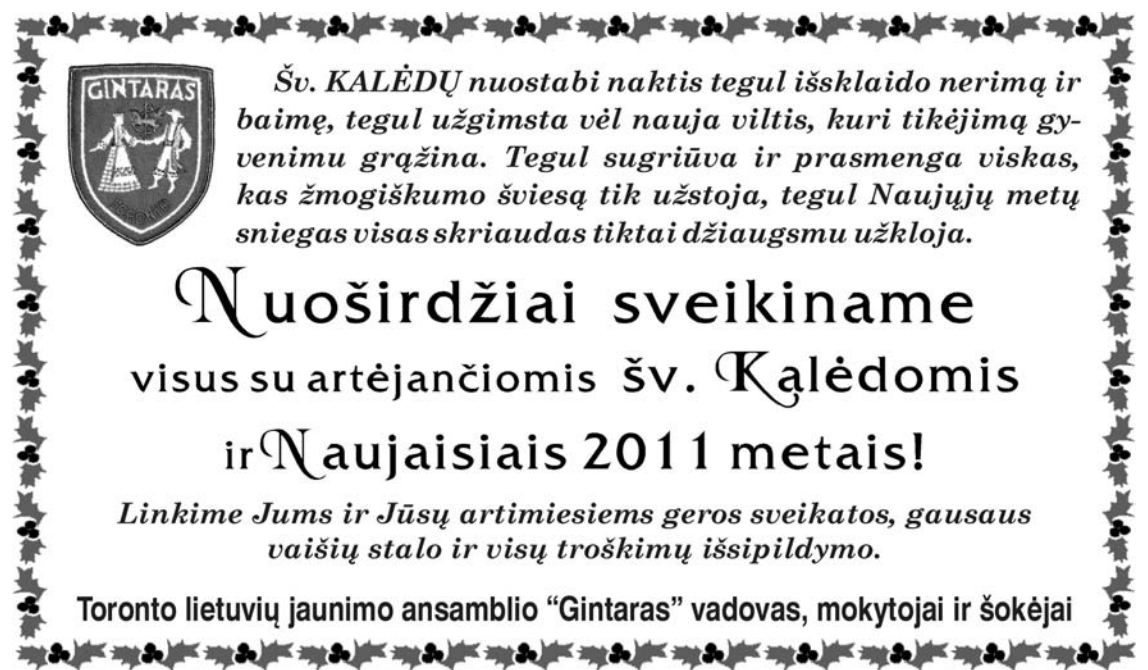 GINTARAS
TORONTO
Šv. KALĖDŲ nuostabi naktis tegul išsklaido nerimą ir
baimę, tegul užgimsta vėl nauja viltis, kuri tikėjimą gy-
venimu grąžina. Tegul sugriūva ir prasmenga viskas,
kas žmogiškumo šviesą tik užstoja, tegul Naujųjų metų
sniegas visas skriaudas tiktai džiaugsmu užkloja.
Nuoširdžiai sveikiname
visus su artėjančiomis šv. Kalėdomis
ir Naujaisiais 2011 metais!
Linkime Jums ir Jūsų artimiesiems geros sveikatos, gausaus
vaišių stalo ir visų troškimų išsipildymo.
Toronto lietuvių jaunimo ansamblio “Gintaras” vadovas, mokytojai ir šokėjai